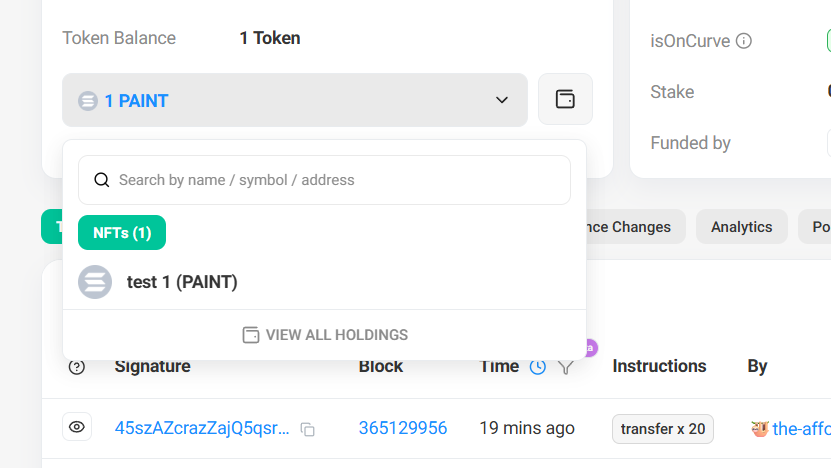 Token Balance 1 Token
isOnCurve
1 PAINT
Stake
Funded by
Search by name / symbol / address
NFTs (1)
nce Changes Analytics Po
test 1 (PAINT)
VIEW ALL HOLDINGS
Signature Block Time Instructions By
45szAZcrazZajQ5qsr... 365129956 19 mins ago transfer x 20 the-affo